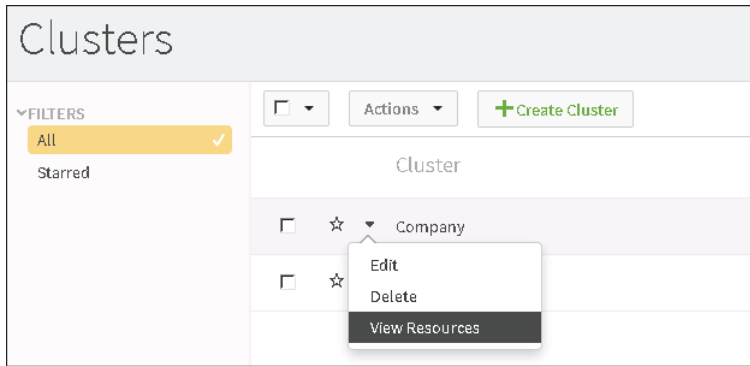 Clusters
FILTERS
All
Starred
Actions
Create Cluster
Cluster
Company
Edit
Delete
View Resources